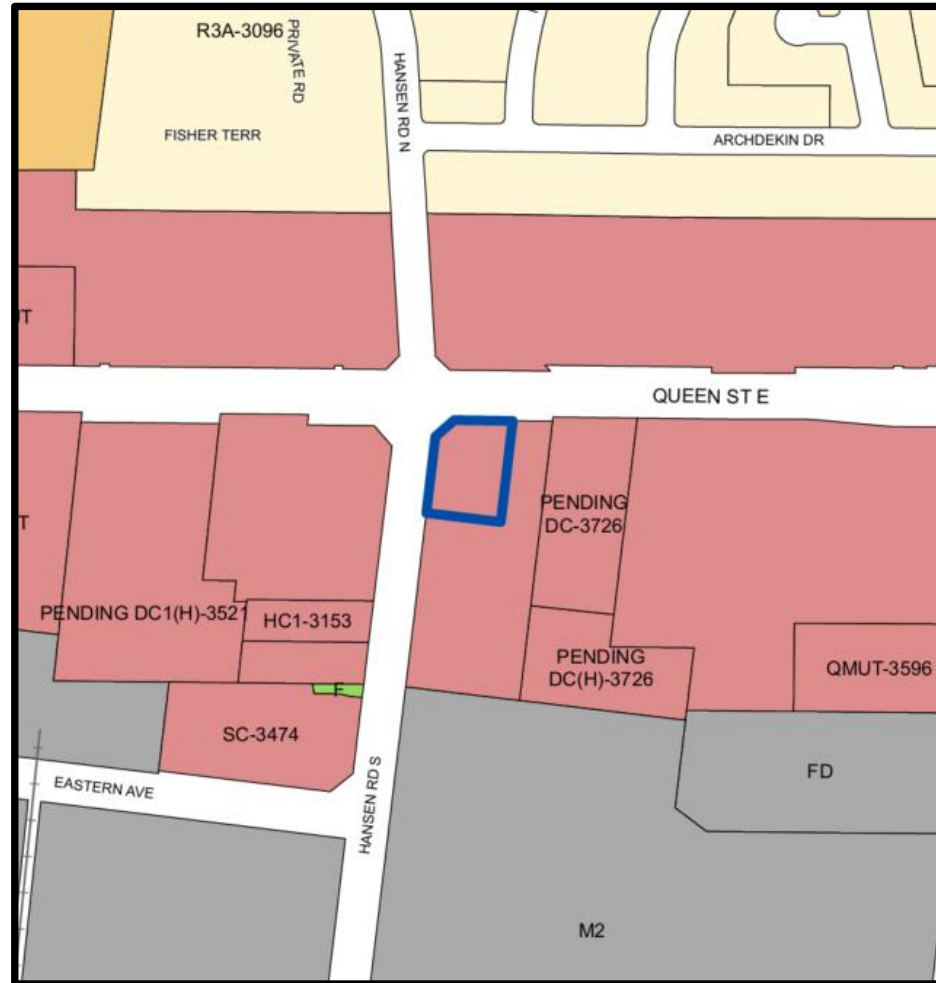 R3A-3096
PRIVATE RD
HANSEN RD N
FISHER TERR
ARCHDEKIN DR
QUEEN ST E
PENDING
DC-3726
PENDING DC1(H)-3521
HC1-3153
PENDING
DC(H)-3726
QMUT-3596
F
SC-3474
FD
EASTERN AVE
HANSEN RD S
M2